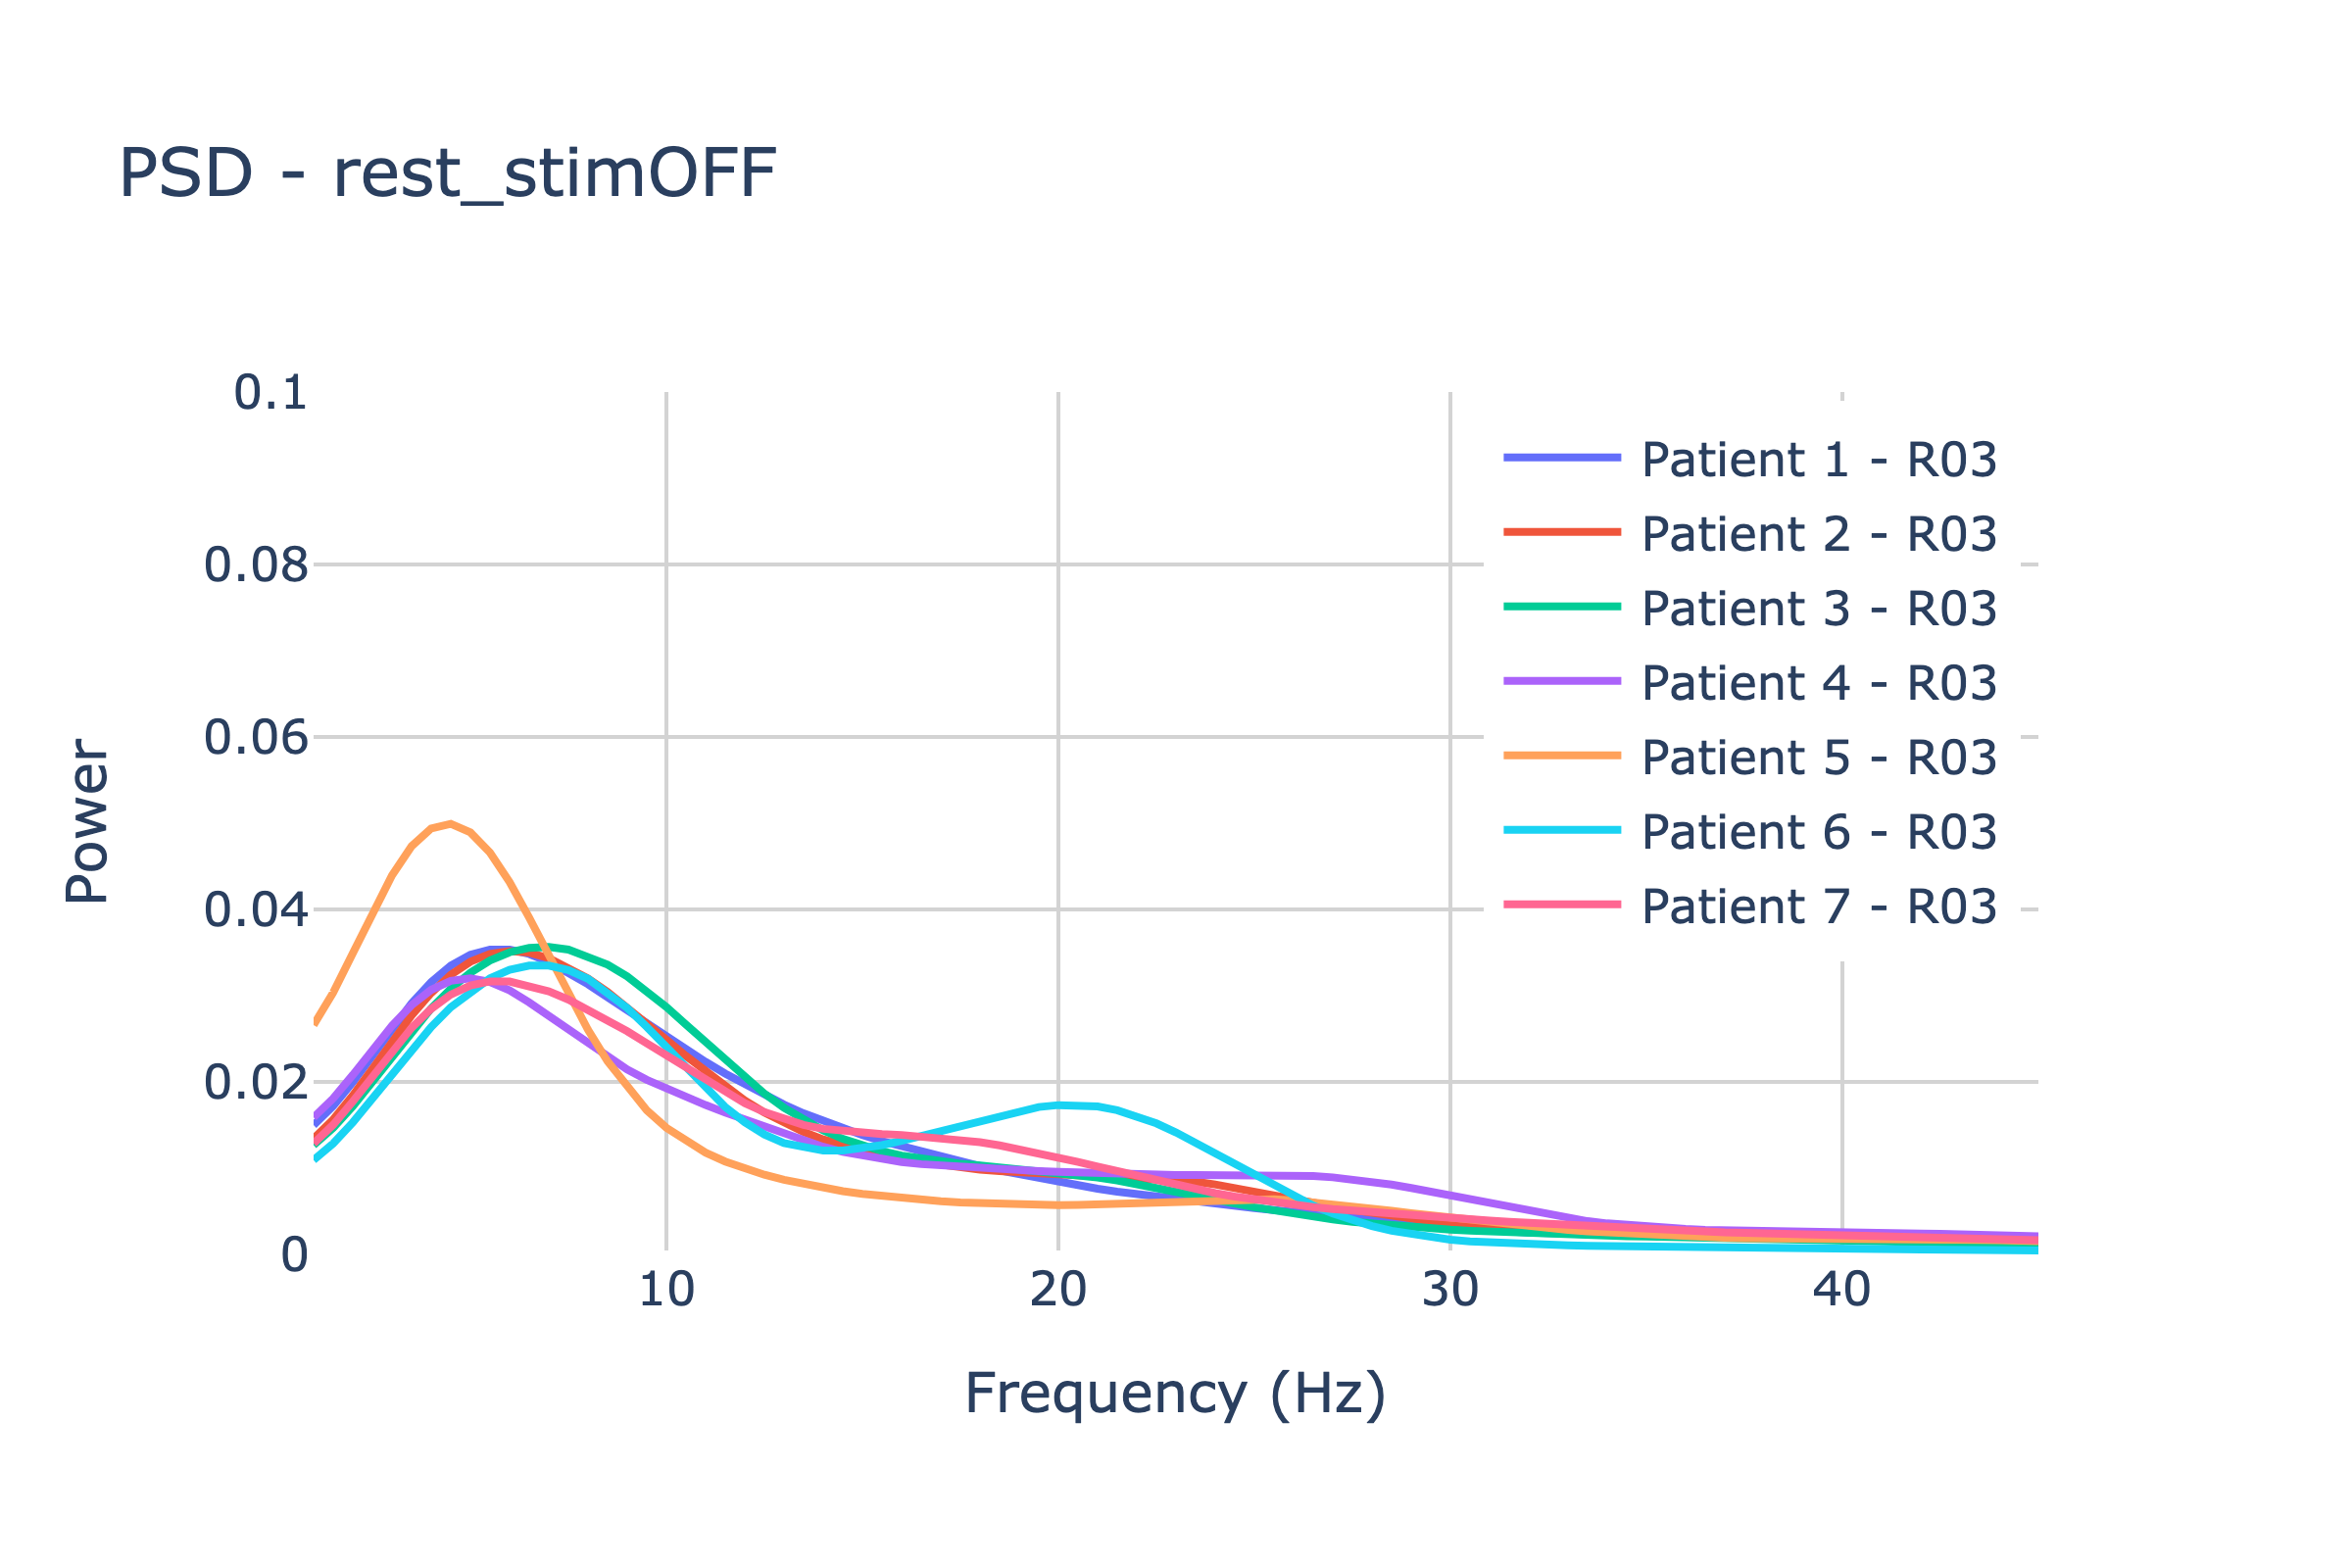 PSD - rest_stimOFF
0.1
0.08
0.06
0.04
0.02
0
Power
10 20 30 40
Frequency (Hz)
Patient 1 - R03
Patient 2 - R03
Patient 3 - R03
Patient 4 - R03
Patient 5 - R03
Patient 6 - R03
Patient 7 - R03